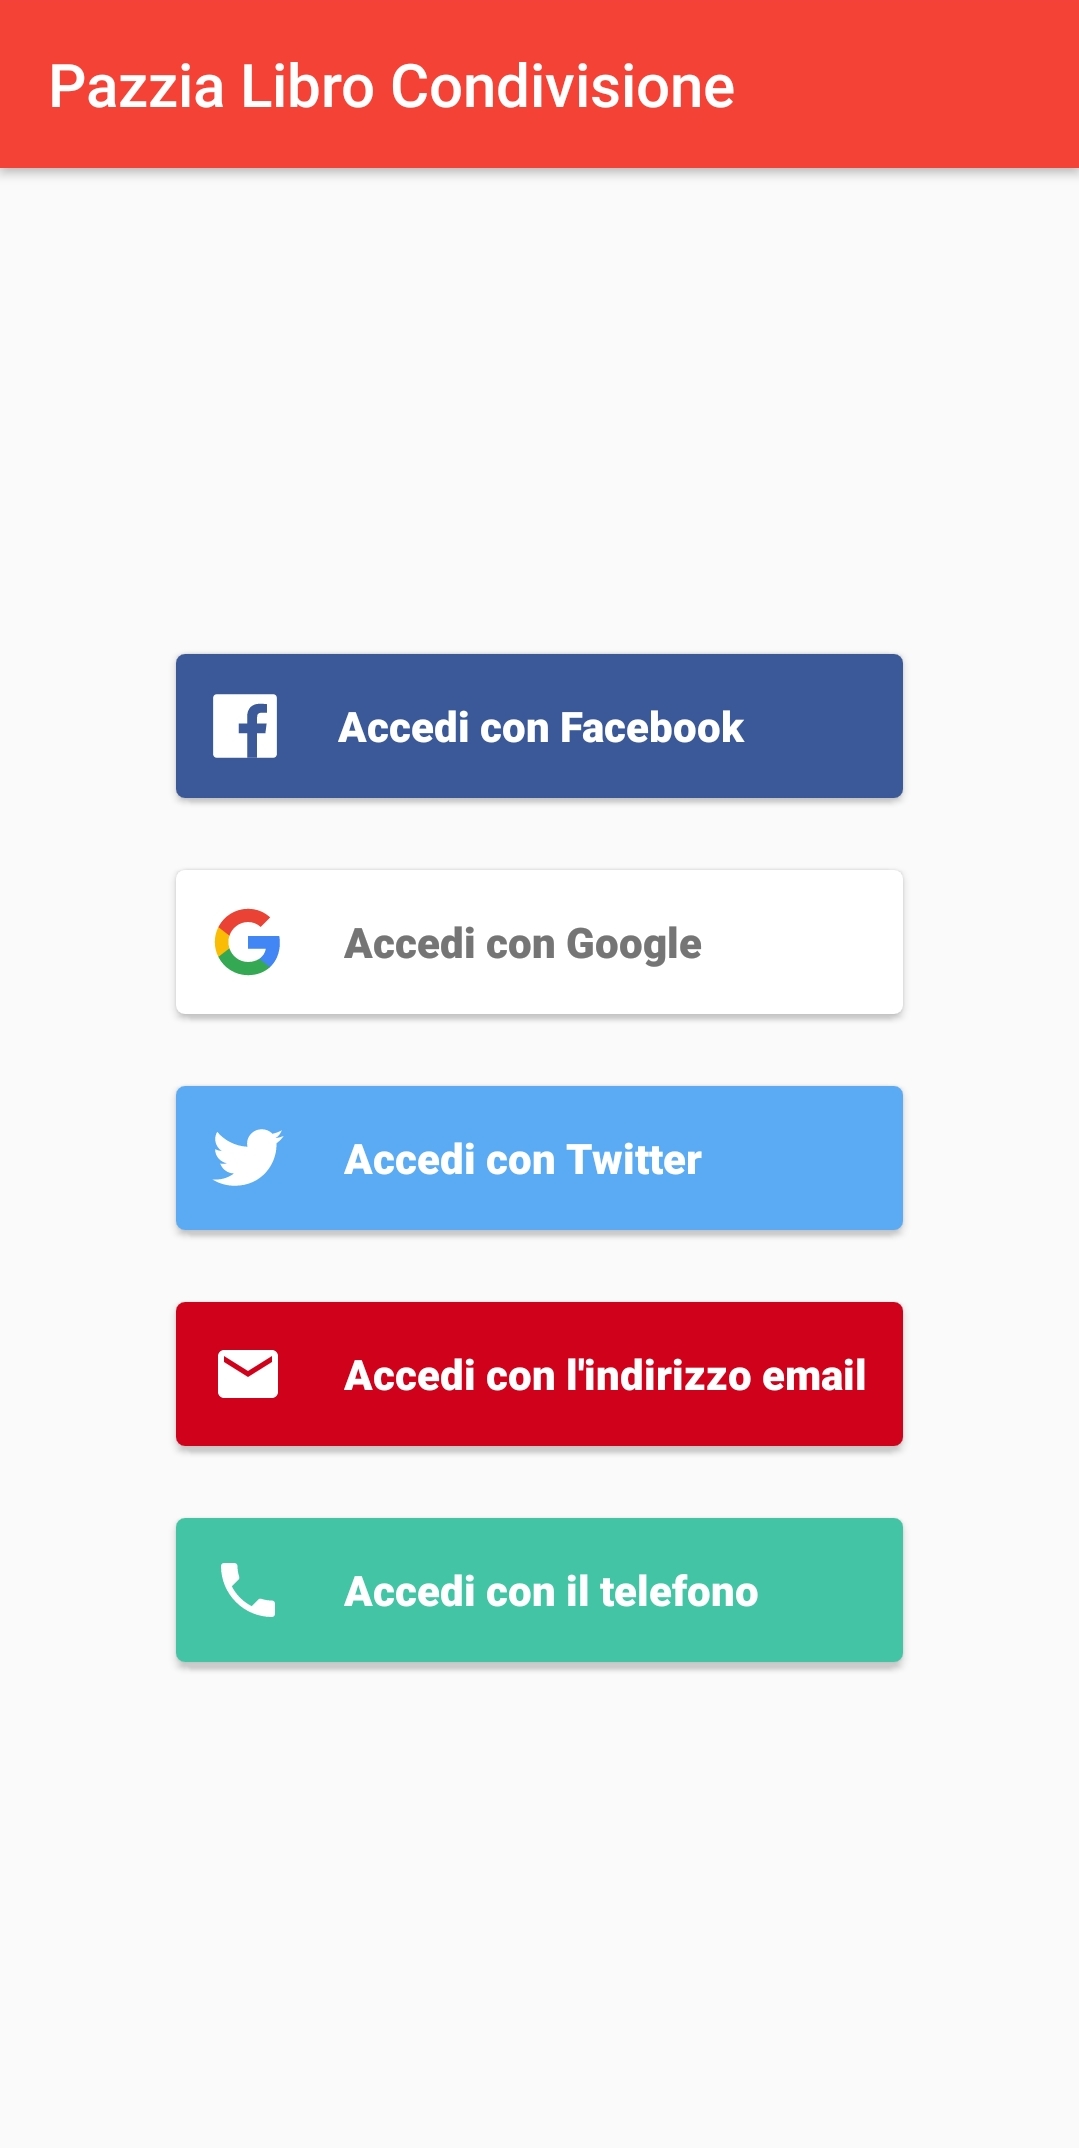 Pazzia Libro Condivisione
Accedi con Facebook
Accedi con Google
Accedi con Twitter
Accedi con l'indirizzo email
Accedi con il telefono